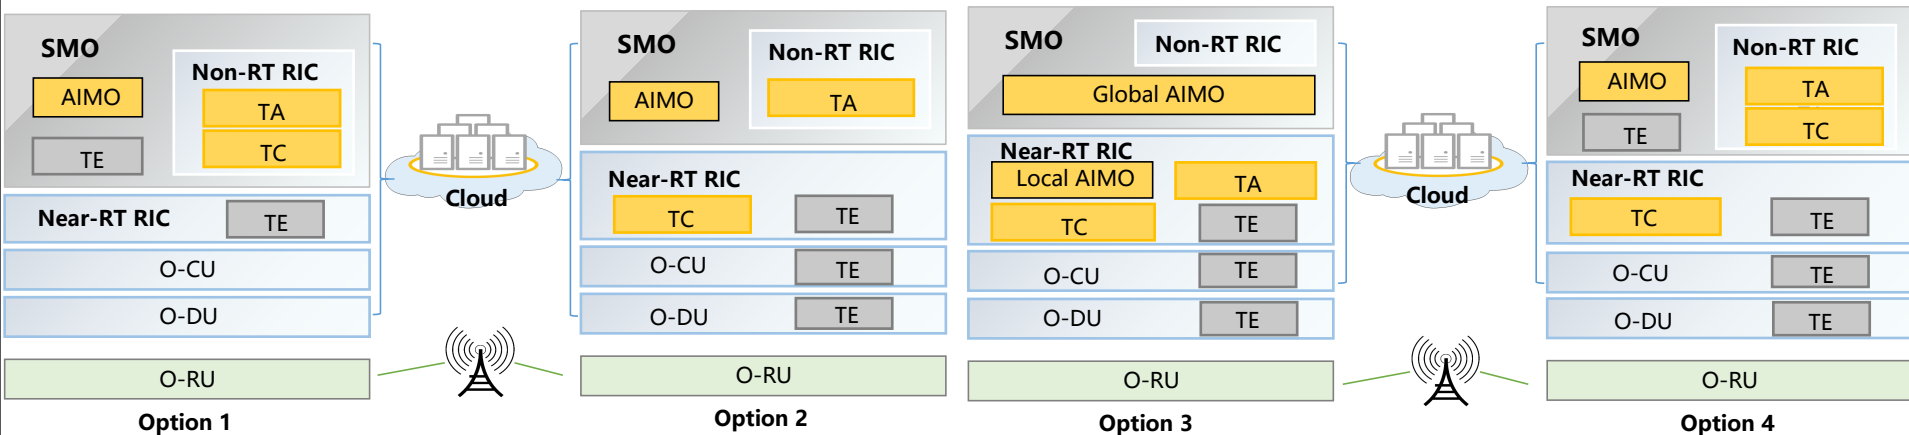 SMO
Non-RT RIC
AIMO
TA
TC
TE
Near-RT RIC
TE
O-CU
O-DU
O-RU
Option 1
Cloud
SMO
Non-RT RIC
AIMO
TA
Near-RT RIC
TC
TE
O-CU
TE
O-DU
TE
O-RU
Option 2
SMO
Non-RT RIC
Global AIMO
Near-RT RIC
Local AIMO
TA
TC
TE
O-CU
TE
O-DU
TE
O-RU
Option 3
Cloud
SMO
Non-RT RIC
AIMO
TA
TE
TC
Near-RT RIC
TC
TE
O-CU
TE
O-DU
TE
O-RU
Option 4